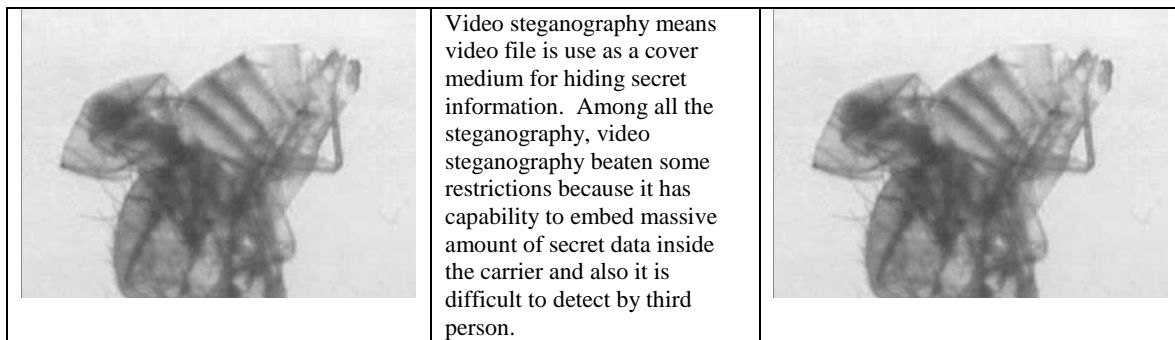 Video steganography means
video file is use as a cover
medium for hiding secret
information.  Among all the
steganography, video
steganography beaten some
restrictions because it has
capability to embed massive
amount of secret data inside
the carrier and also it is
difficult to detect by third
person.